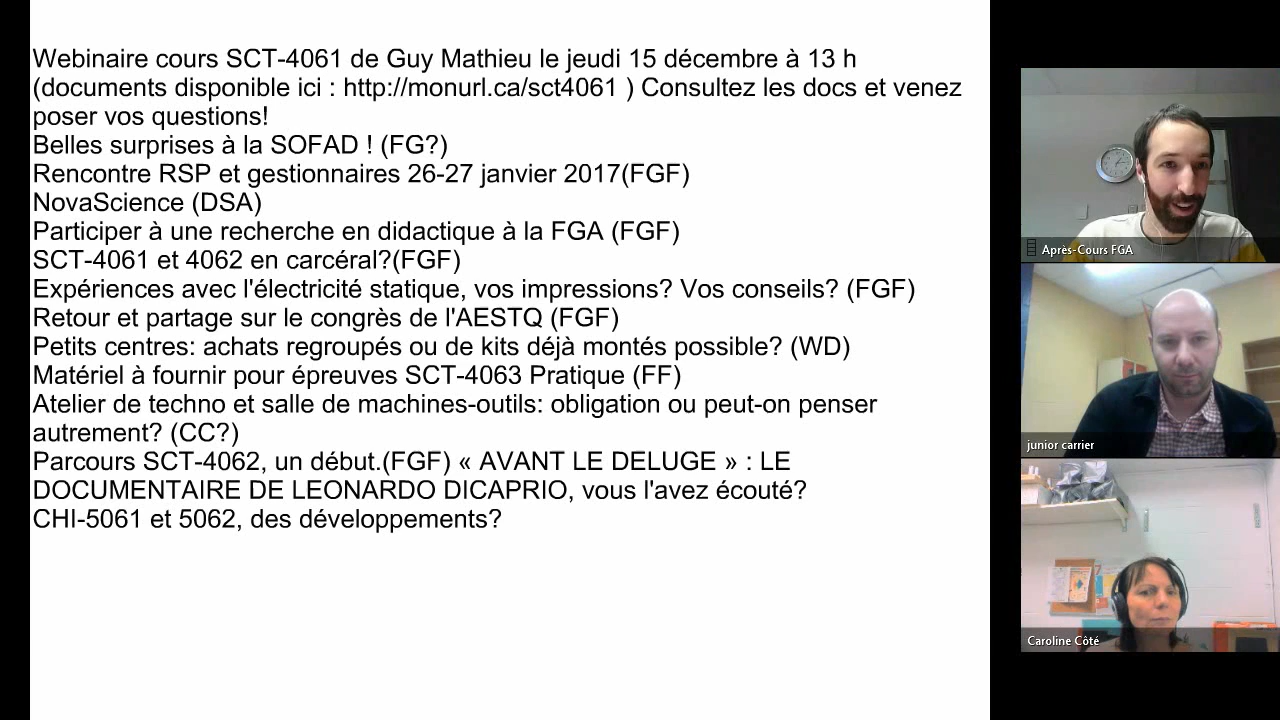 Webinaire cours SCT-4061 de Guy Mathieu le jeudi 15 décembre à 13 h
(documents disponible ici : http://monurl.ca/sct4061 ) Consultez les docs et venez
poser vos questions!
Belles surprises à la SOFAD ! (FG?)
Rencontre RSP et gestionnaires 26-27 janvier 2017(FGF)
NovaScience (DSA)
Participer à une recherche en didactique à la FGA (FGF)
SCT-4061 et 4062 en carcéral?(FGF)
Expériences avec l'électricité statique, vos impressions? Vos conseils? (FGF)
Retour et partage sur le congrès de l'AESTQ (FGF)
Petits centres: achats regroupés ou de kits déjà montés possible? (WD)
Matériel à fournir pour épreuves SCT-4063 Pratique (FF)
Atelier de techno et salle de machines-outils: obligation ou peut-on penser
autrement? (CC?)
Parcours SCT-4062, un début.(FGF) « AVANT LE DELUGE » : LE
DOCUMENTAIRE DE LEONARDO DICAPRIO, vous l'avez écouté?
CHI-5061 et 5062, des développements?
Après-Cours FGA
junior carrier
Caroline Côté